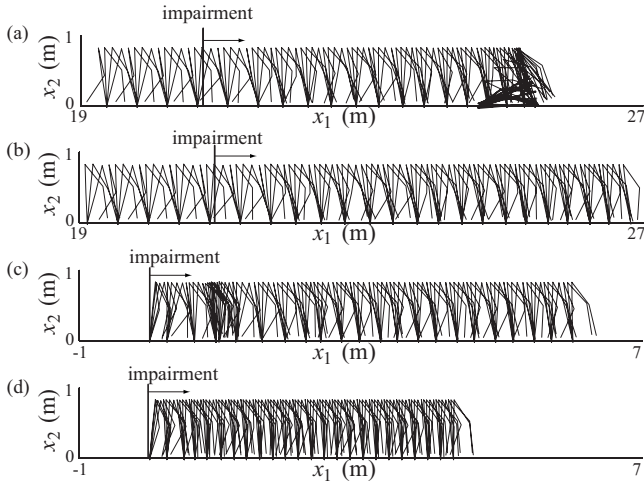 impairment
(a)
x2 (m)
1
0
19
x1 (m)
27
impairment
(b)
x2 (m)
1
0
19
x1 (m)
27
impairment
(c)
x2 (m)
1
0
-1
x1 (m)
7
impairment
(d)
x2 (m)
1
0
-1
x1 (m)
7